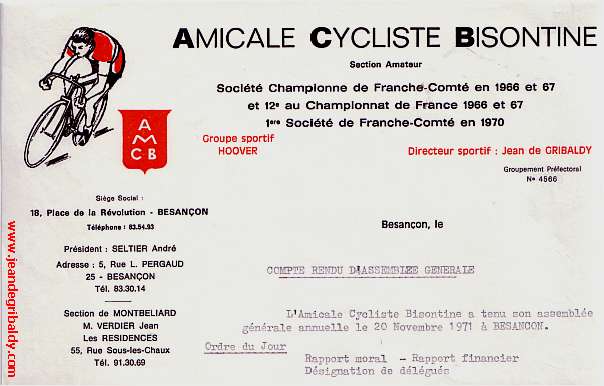 AMICALE CYCLISTE BISONTINE
Section Amateur
Société Championne de Franche-Comté en 1966 et 67
et 12e au Championnat de France 1966 et 67
1ere Société de Franche-Comté en 1970
Groupe sportif
HOOVER
Directeur sportif : Jean de GRIBALDY
Groupement Préfectoral
No 4566
A
M
C B
Siège Social :
18, Place de la Révolution - BESANÇON
Téléphone : 83.54.93
Président : SELTIER André
Adresse : 5, Rue L. PERGAUD
25 - BESANÇON
Tél. 83.30.14
Section de MONTBELIARD
M. VERDIER Jean
Les RESIDENCES
55, Rue Sous-les-Chaux
Tél. 91.30.69
www.jeandegribaldy.com
Besançon, le
COMPTE RENDU D'ASSEMBLEE GENERALE
L'Amicale Cycliste Bisontine a tenu son assemblée
générale annuelle le 20 Novembre 1971 à BESANCON.
Ordre du Jour
Rapport moral - Rapport financier
Désignation de délégués